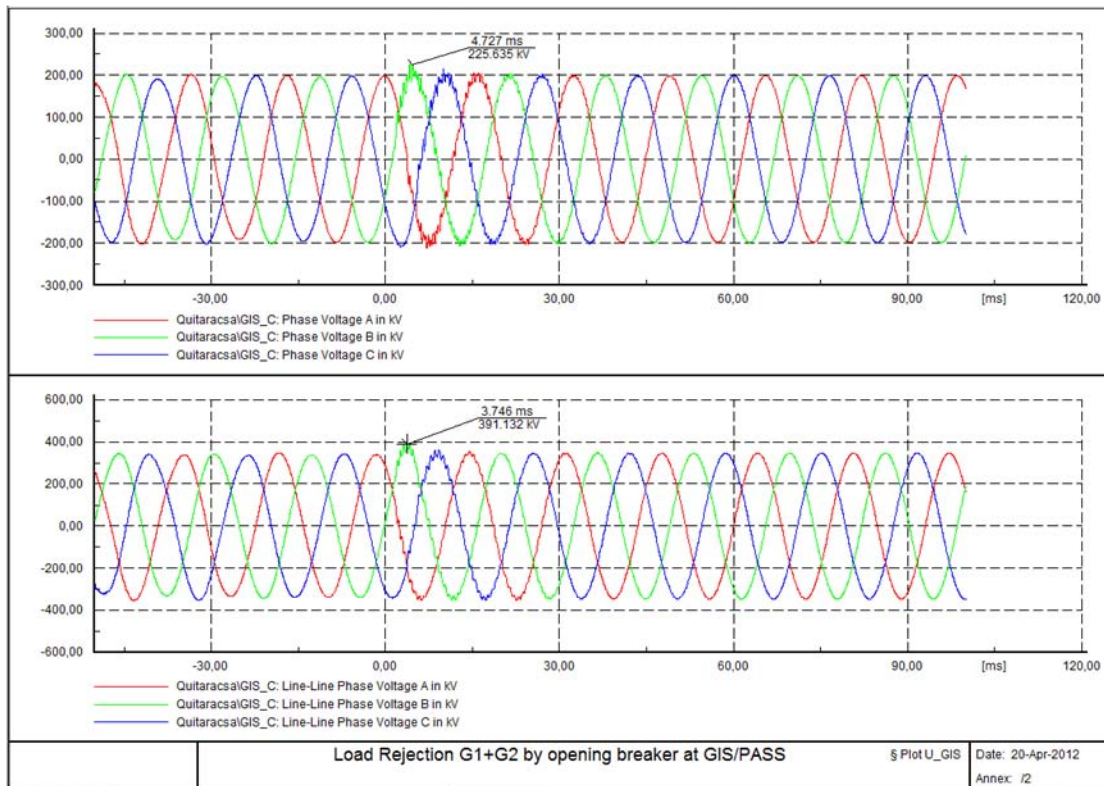 300,00
200,00
100,00
0,00
-100,00
-200,00
-300,00
4.727 ms
225.635 kV
-30,00
0,00
30,00
60,00
90,00
[ms]
120,00
Quitaracsa\GIS_C: Phase Voltage A in kV
Quitaracsa\GIS_C: Phase Voltage B in kV
Quitaracsa\GIS_C: Phase Voltage C in kV
600,00
400,00
200,00
0,00
-200,00
-400,00
-600,00
3.746 ms
391.132 kV
-30,00
0,00
30,00
60,00
90,00
[ms]
120,00
Quitaracsa\GIS_C: Line-Line Phase Voltage A in kV
Quitaracsa\GIS_C: Line-Line Phase Voltage B in kV
Quitaracsa\GIS_C: Line-Line Phase Voltage C in kV
Load Rejection G1+G2 by opening breaker at GIS/PASS
§ Plot U_GIS
Date: 20-Apr-2012
Annex: /2